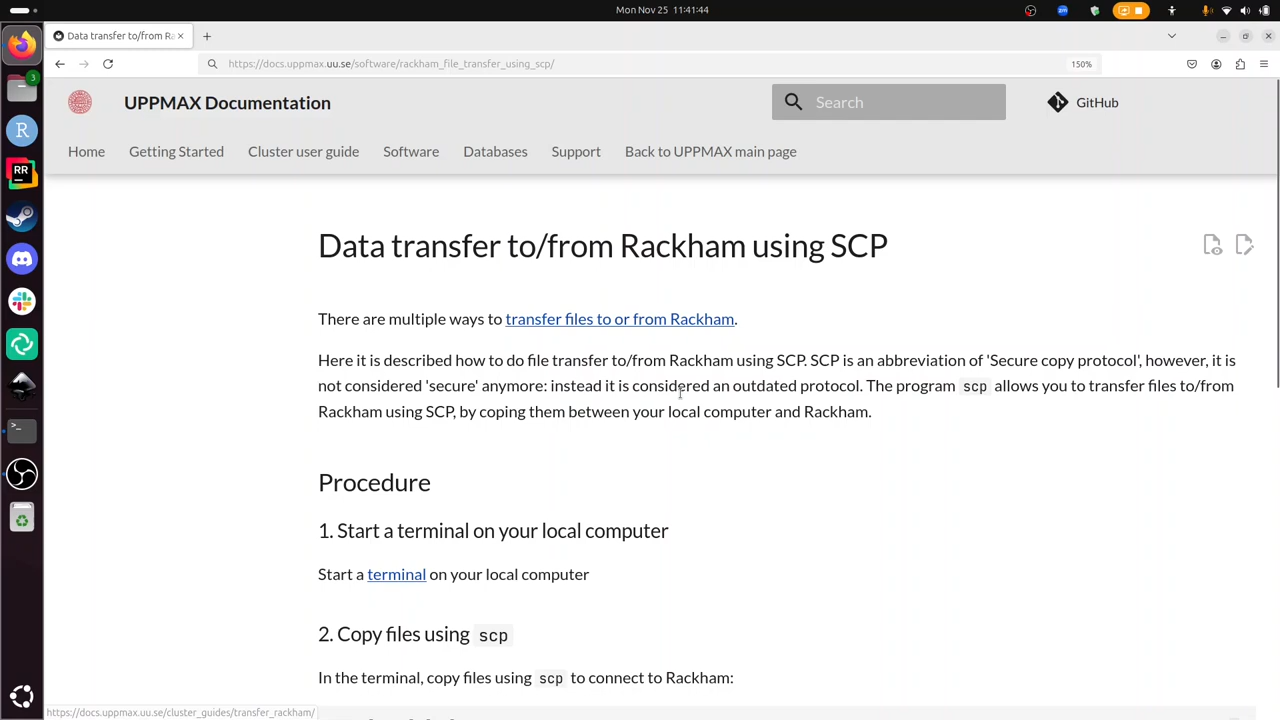 Mon Nov 25 11:41:44
zm
Data transfer to/from Ra
https://docs.uppmax.uu.se/software/rackham_file_transfer_using_scp/
150%
3
UPPMAX Documentation
Search
GitHub
Home Getting Started Cluster user guide Software Databases Support Back to UPPMAX main page
R
RR
Data transfer to/from Rackham using SCP
There are multiple ways to transfer files to or from Rackham.
Here it is described how to do file transfer to/from Rackham using SCP. SCP is an abbreviation of 'Secure copy protocol', however, it is
not considered 'secure' anymore: instead it is considered an outdated protocol. The program scp allows you to transfer files to/from
Rackham using SCP, by coping them between your local computer and Rackham.
Procedure
1. Start a terminal on your local computer
Start a terminal on your local computer
2. Copy files using scp
In the terminal, copy files using scp to connect to Rackham:
https://docs.uppmax.uu.se/cluster_guides/transfer_rackham/